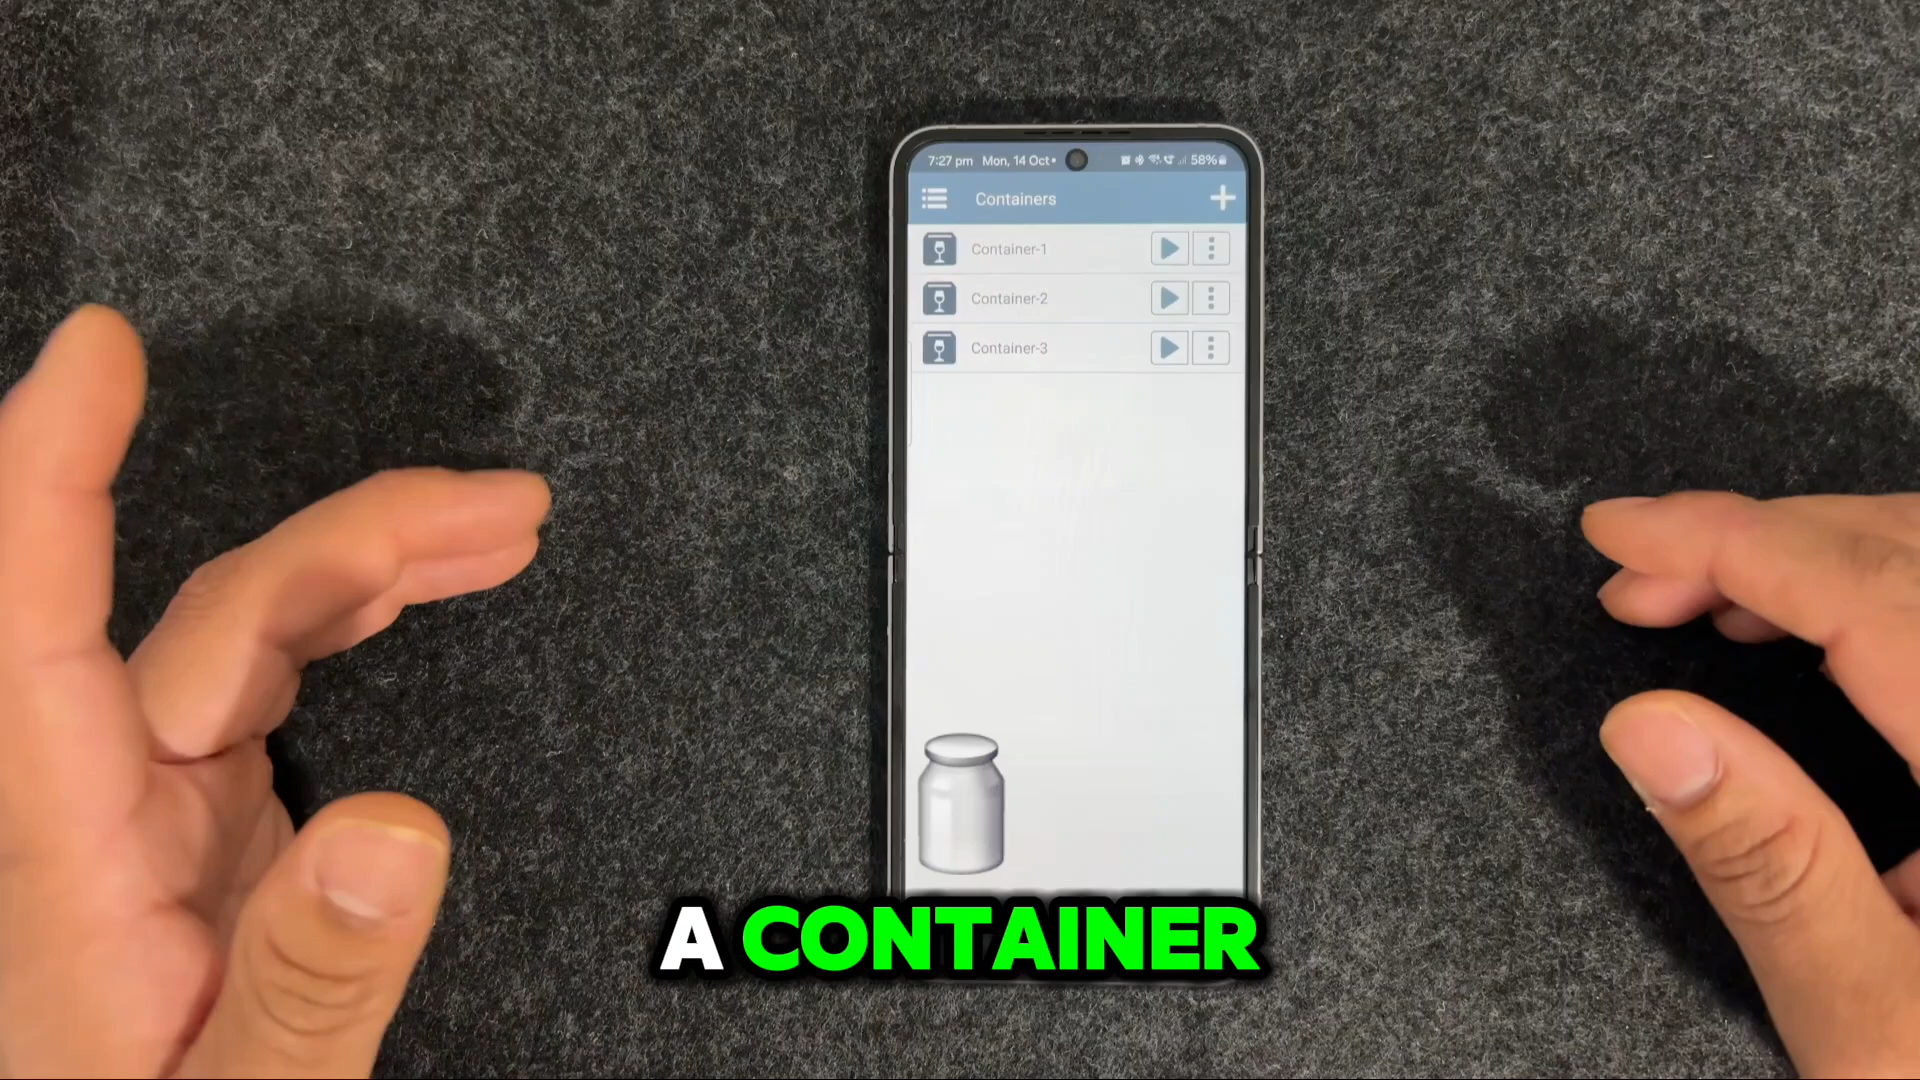 7:27 pm Mon, 14 Oct• 58%
Containers
Container-1
Container-2
Container-3
A CONTAINER